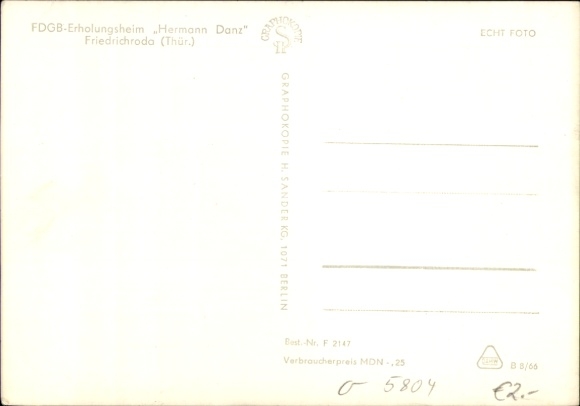 FDGB-Erholungsheim „Hermann Danz"
Friedrichroda (Thür.)
GRAPHOKOPIE
ECHT FOTO
GRAPHOKOPIE H. SANDER KG. 1071 BERLIN
Best.-Nr. F 2147
Verbraucherpreis MDN -,25
B 8/66
5804
€2.-